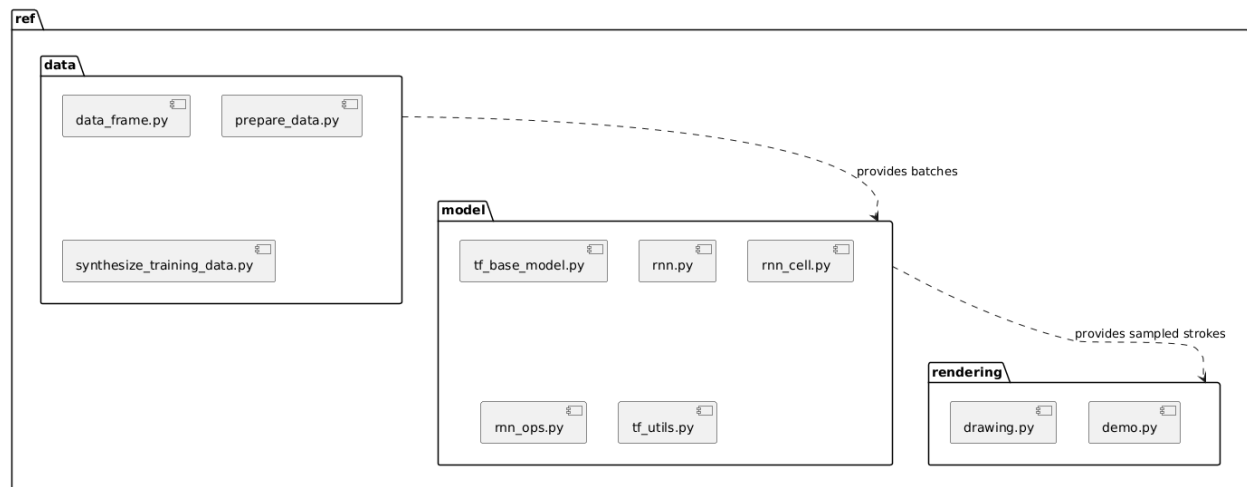 ref
data
data_frame.py
prepare_data.py
synthesize_training_data.py
provides batches
model
tf_base_model.py
rnn.py
rnn_cell.py
rnn_ops.py
tf_utils.py
provides sampled strokes
rendering
drawing.py
demo.py